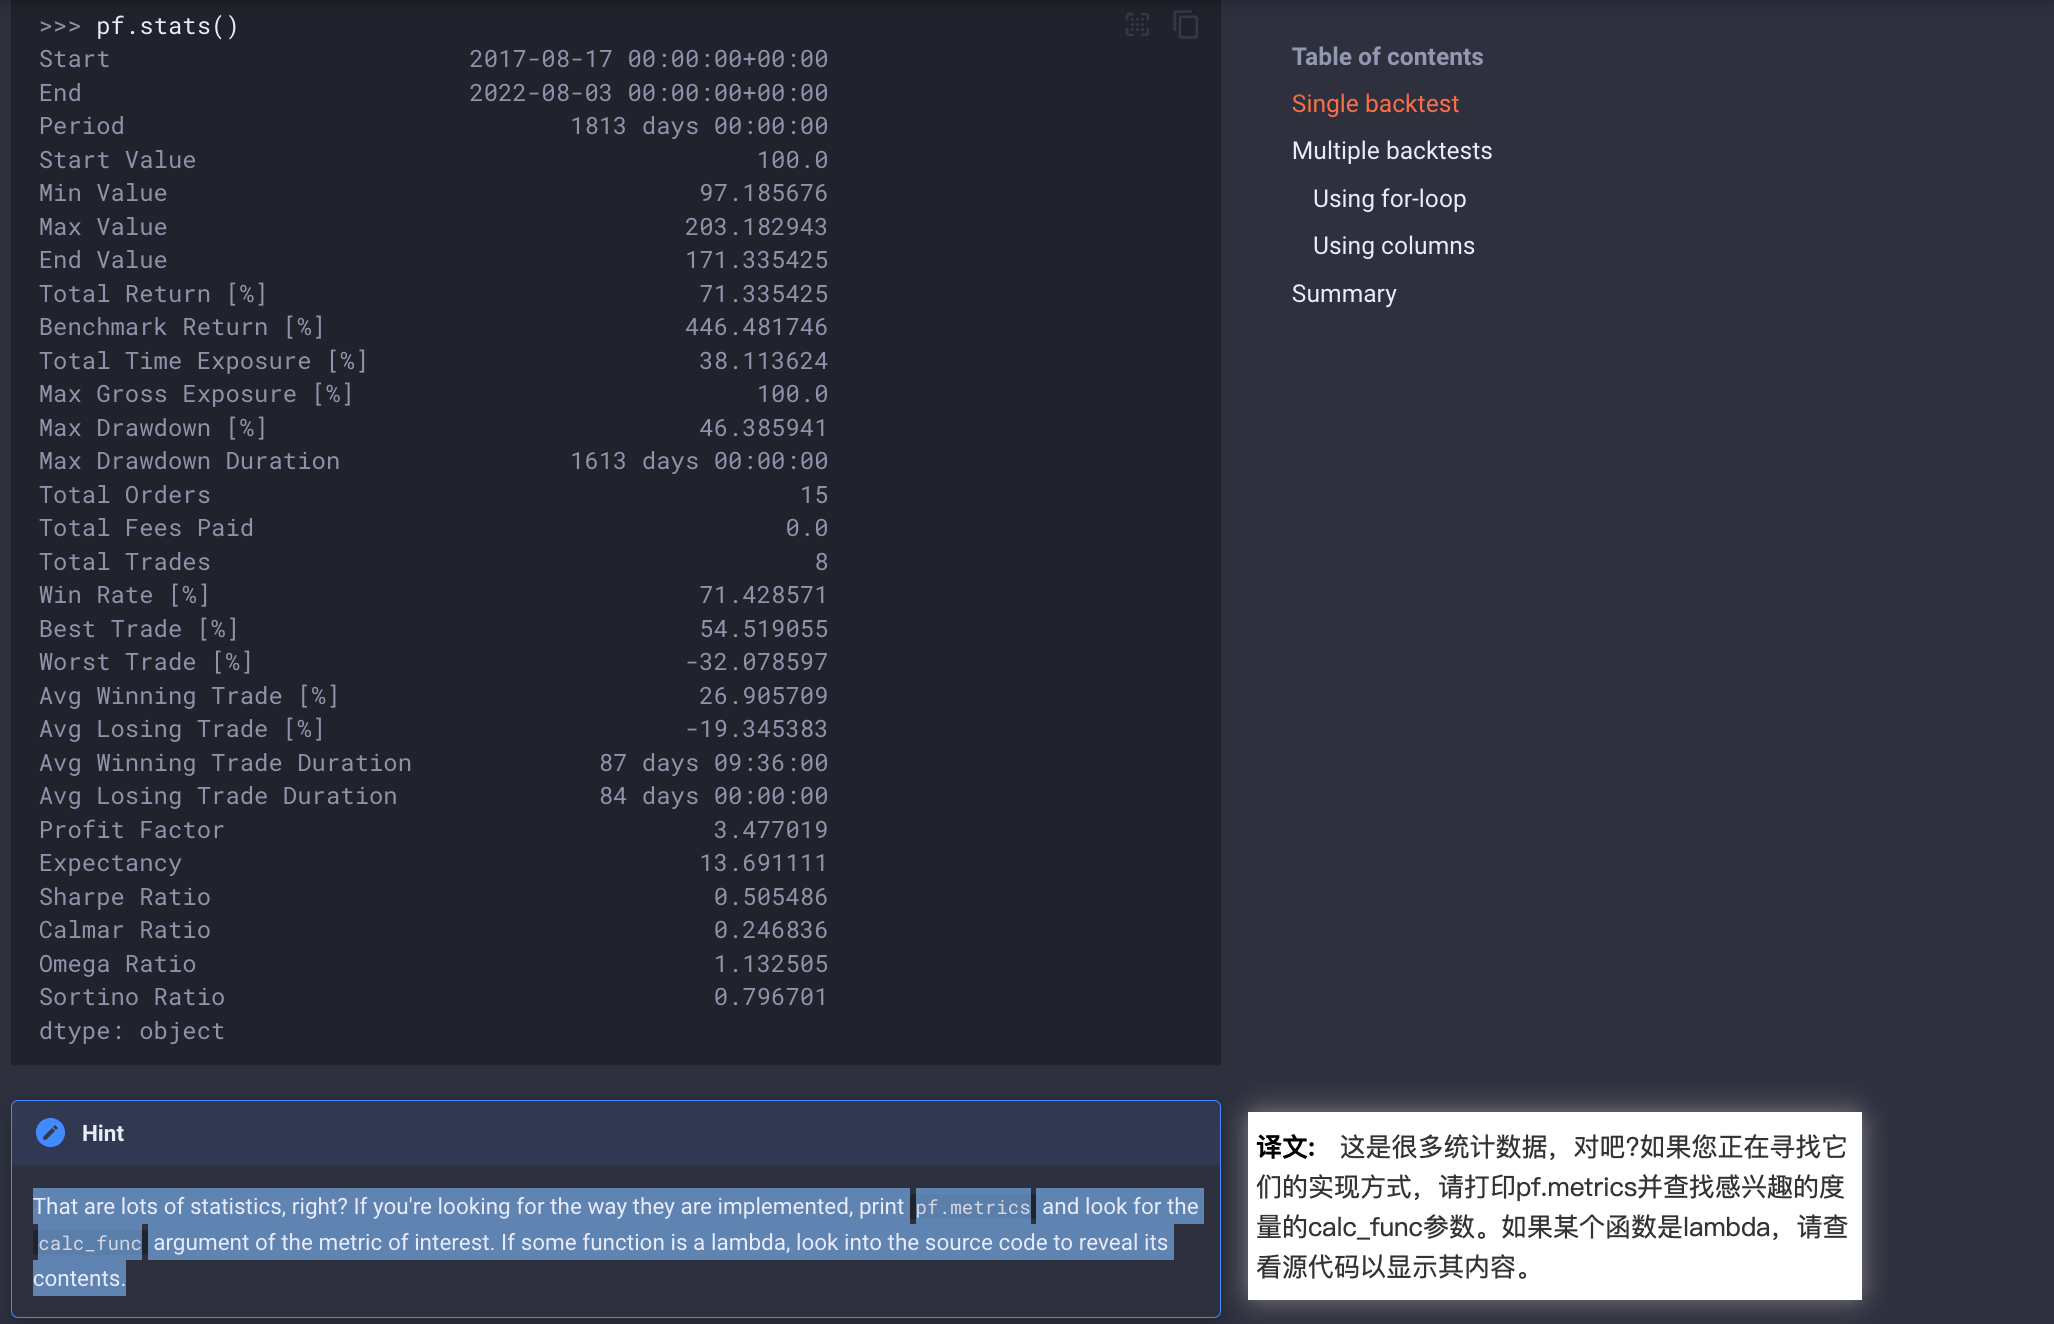 >>> pf.stats()
Start 2017-08-17 00:00:00+00:00
End 2022-08-03 00:00:00+00:00
Period 1813 days 00:00:00
Start Value 100.0
Min Value 97.185676
Max Value 203.182943
End Value 171.335425
Total Return [%] 71.335425
Benchmark Return [%] 446.481746
Total Time Exposure [%] 38.113624
Max Gross Exposure [%] 100.0
Max Drawdown [%] 46.385941
Max Drawdown Duration 1613 days 00:00:00
Total Orders 15
Total Fees Paid 0.0
Total Trades 8
Win Rate [%] 71.428571
Best Trade [%] 54.519055
Worst Trade [%] -32.078597
Avg Winning Trade [%] 26.905709
Avg Losing Trade [%] -19.345383
Avg Winning Trade Duration 87 days 09:36:00
Avg Losing Trade Duration 84 days 00:00:00
Profit Factor 3.477019
Expectancy 13.691111
Sharpe Ratio 0.505486
Calmar Ratio 0.246836
Omega Ratio 1.132505
Sortino Ratio 0.796701
dtype: object
Hint
That are lots of statistics, right? If you're looking for the way they are implemented, print pf.metrics and look for the
calc_func argument of the metric of interest. If some function is a lambda, look into the source code to reveal its
contents.
Table of contents
Single backtest
Multiple backtests
Using for-loop
Using columns
Summary
译文: 这是很多统计数据，对吧?如果您正在寻找它
们的实现方式，请打印pf.metrics并查找感兴趣的度
量的calc_func参数。如果某个函数是lambda，请查
看源代码以显示其内容。